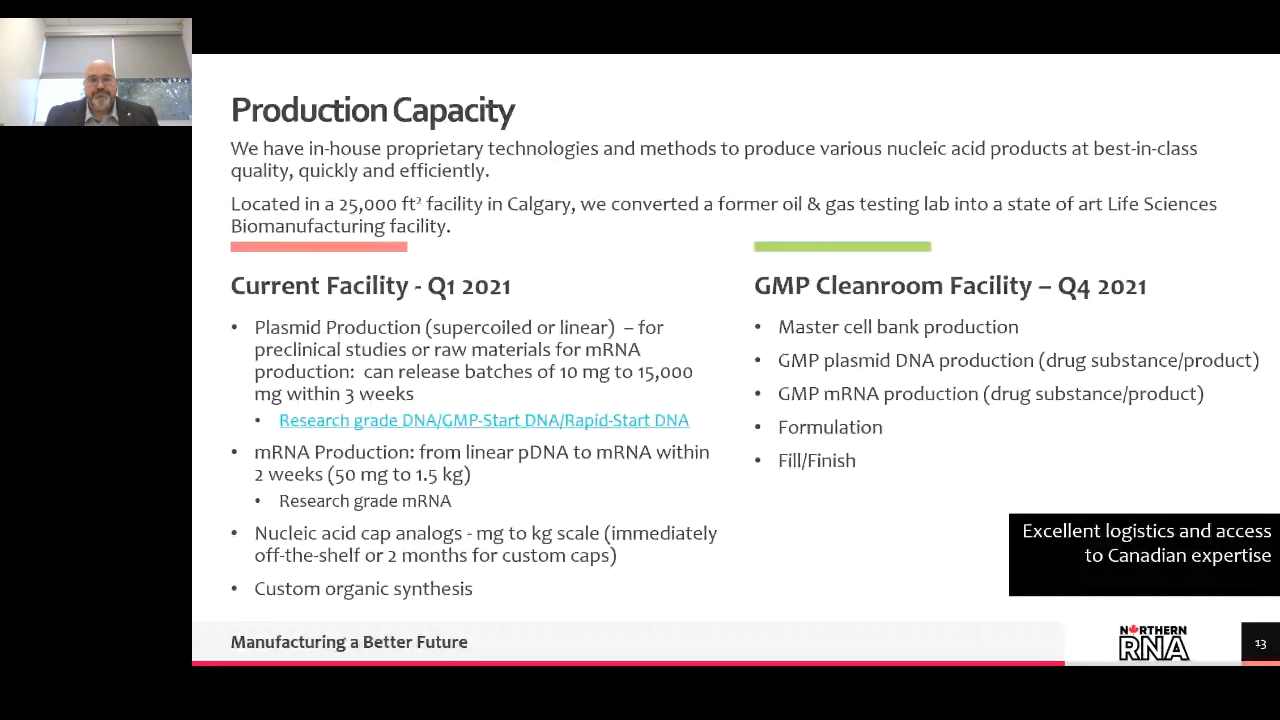 Production Capacity
We have in-house proprietary technologies and methods to produce various nucleic acid products at best-in-class
quality, quickly and efficiently.
Located in a 25,000 ft² facility in Calgary, we converted a former oil & gas testing lab into a state of art Life Sciences
Biomanufacturing facility.
Current Facility - Q1 2021
• Plasmid Production (supercoiled or linear) – for
preclinical studies or raw materials for mRNA
production: can release batches of 10 mg to 15,000
mg within 3 weeks
• Research grade DNA/GMP-Start DNA/Rapid-Start DNA
• mRNA Production: from linear pDNA to mRNA within
2 weeks (50 mg to 1.5 kg)
• Research grade mRNA
• Nucleic acid cap analogs - mg to kg scale (immediately
off-the-shelf or 2 months for custom caps)
• Custom organic synthesis
GMP Cleanroom Facility – Q4 2021
• Master cell bank production
• GMP plasmid DNA production (drug substance/product)
• GMP mRNA production (drug substance/product)
• Formulation
• Fill/Finish
Excellent logistics and access
to Canadian expertise
Manufacturing a Better Future
NORTHERN
RNA
13